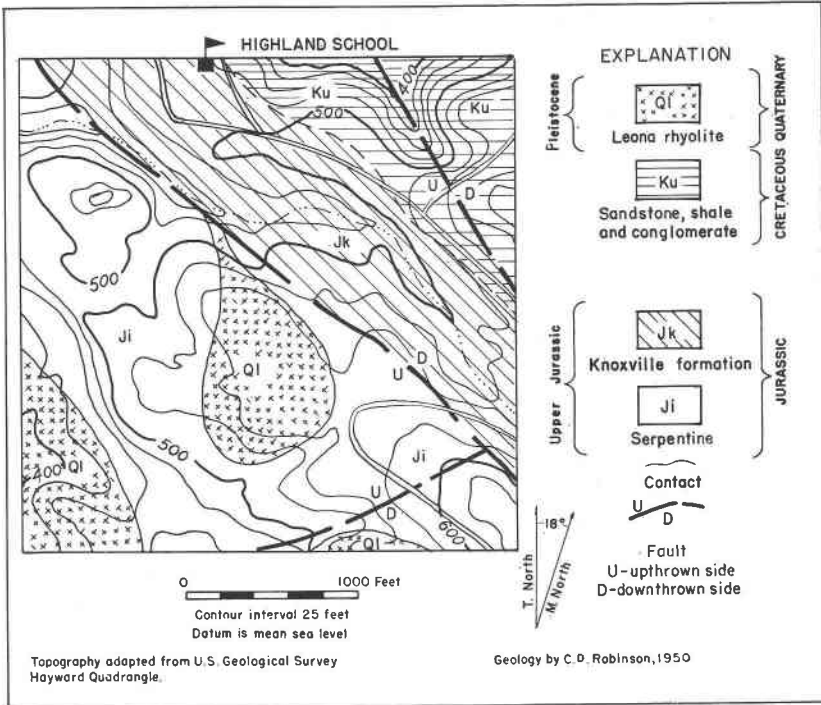 HIGHLAND SCHOOL
Ku
500
400
Ku
U
D
500
Jk
Ji
Ql
D
U
500
Ji
400
Ql
U
D
Ql
600
EXPLANATION
Pleistocene
Ql
QUATERNARY
Leona rhyolite
Ku
CRETACEOUS
Sandstone, shale
and conglomerate
Upper Jurassic
Jk
JURASSIC
Knoxville formation
Ji
Serpentine
Contact
U
D
Fault
U-upthrown side
D-downthrown side
18°
T. North
M. North
0 1000 Feet
Contour interval 25 feet
Datum is mean sea level
Topography adapted from U.S. Geological Survey
Hayward Quadrangle.
Geology by C.D. Robinson, 1950